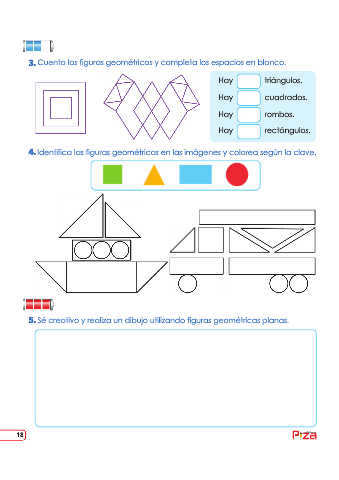 3. Cuenta las figuras geométricas y completa los espacios en blanco.
Hay triángulos.
Hay cuadrados.
Hay rombos.
Hay rectángulos.
4. Identifica las figuras geométricas en las imágenes y colorea según la clave.
5. Sé creativo y realiza un dibujo utilizando figuras geométricas planas.
18